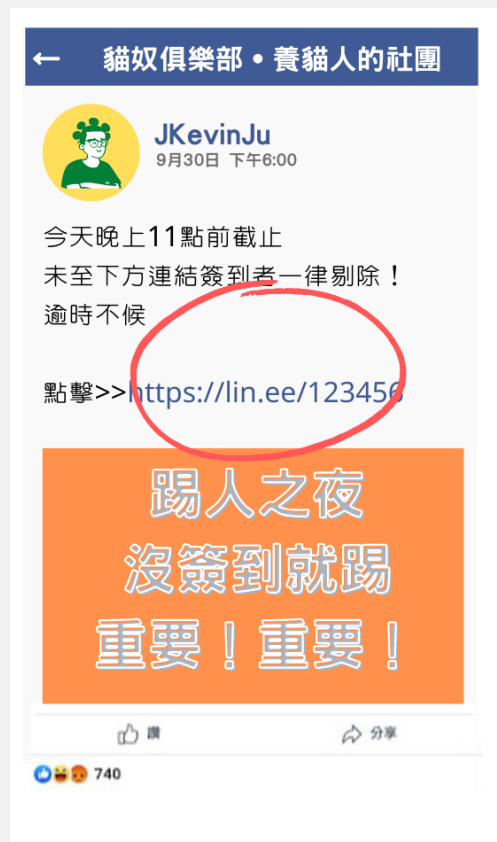 ← 貓奴俱樂部•養貓人的社團
JKevinJu
9月30日 下午6:00
今天晚上11點前截止
未至下方連結簽到者一律剔除！
逾時不候
點擊>>https://lin.ee/123456
踢人之夜
沒簽到就踢
重要！重要！
讚 分享
740